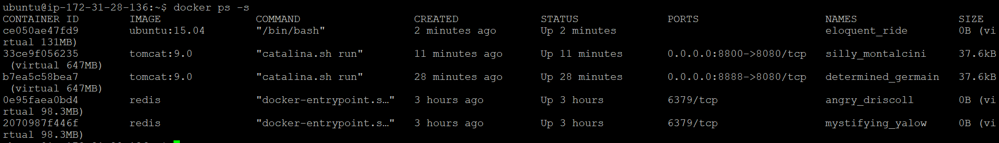 ubuntu@ip-172-31-28-136:~$ docker ps -s
CONTAINER ID        IMAGE               COMMAND                  CREATED             STATUS              PORTS                    NAMES                SIZE
ce050ae47fd9        ubuntu:15.04        "/bin/bash"              2 minutes ago       Up 2 minutes                                 eloquent_ride        0B (vi
rtual 131MB)
33ce9f056235        tomcat:9.0          "catalina.sh run"        11 minutes ago      Up 11 minutes       0.0.0.0:8800->8080/tcp   silly_montalcini     37.6kB
 (virtual 647MB)
b7ea5c58bea7        tomcat:9.0          "catalina.sh run"        28 minutes ago      Up 28 minutes       0.0.0.0:8888->8080/tcp   determined_germain   37.6kB
 (virtual 647MB)
0e95faea0bd4        redis               "docker-entrypoint.s…"   3 hours ago         Up 3 hours          6379/tcp                 angry_driscoll       0B (vi
rtual 98.3MB)
2070987f446f        redis               "docker-entrypoint.s…"   3 hours ago         Up 3 hours          6379/tcp                 mystifying_yalow     0B (vi
rtual 98.3MB)